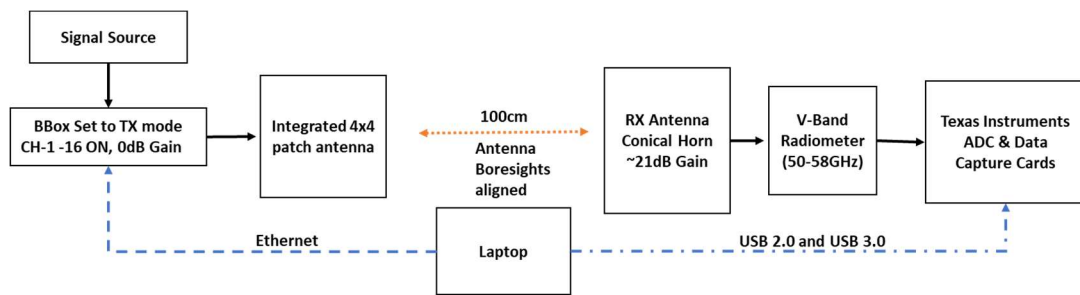 Signal Source
BBox Set to TX mode
CH-1 -16 ON, 0dB Gain
Integrated 4x4
patch antenna
100cm
Antenna
Boresights
aligned
RX Antenna
Conical Horn
~21dB Gain
V-Band
Radiometer
(50-58GHz)
Texas Instruments
ADC & Data
Capture Cards
Ethernet
Laptop
USB 2.0 and USB 3.0